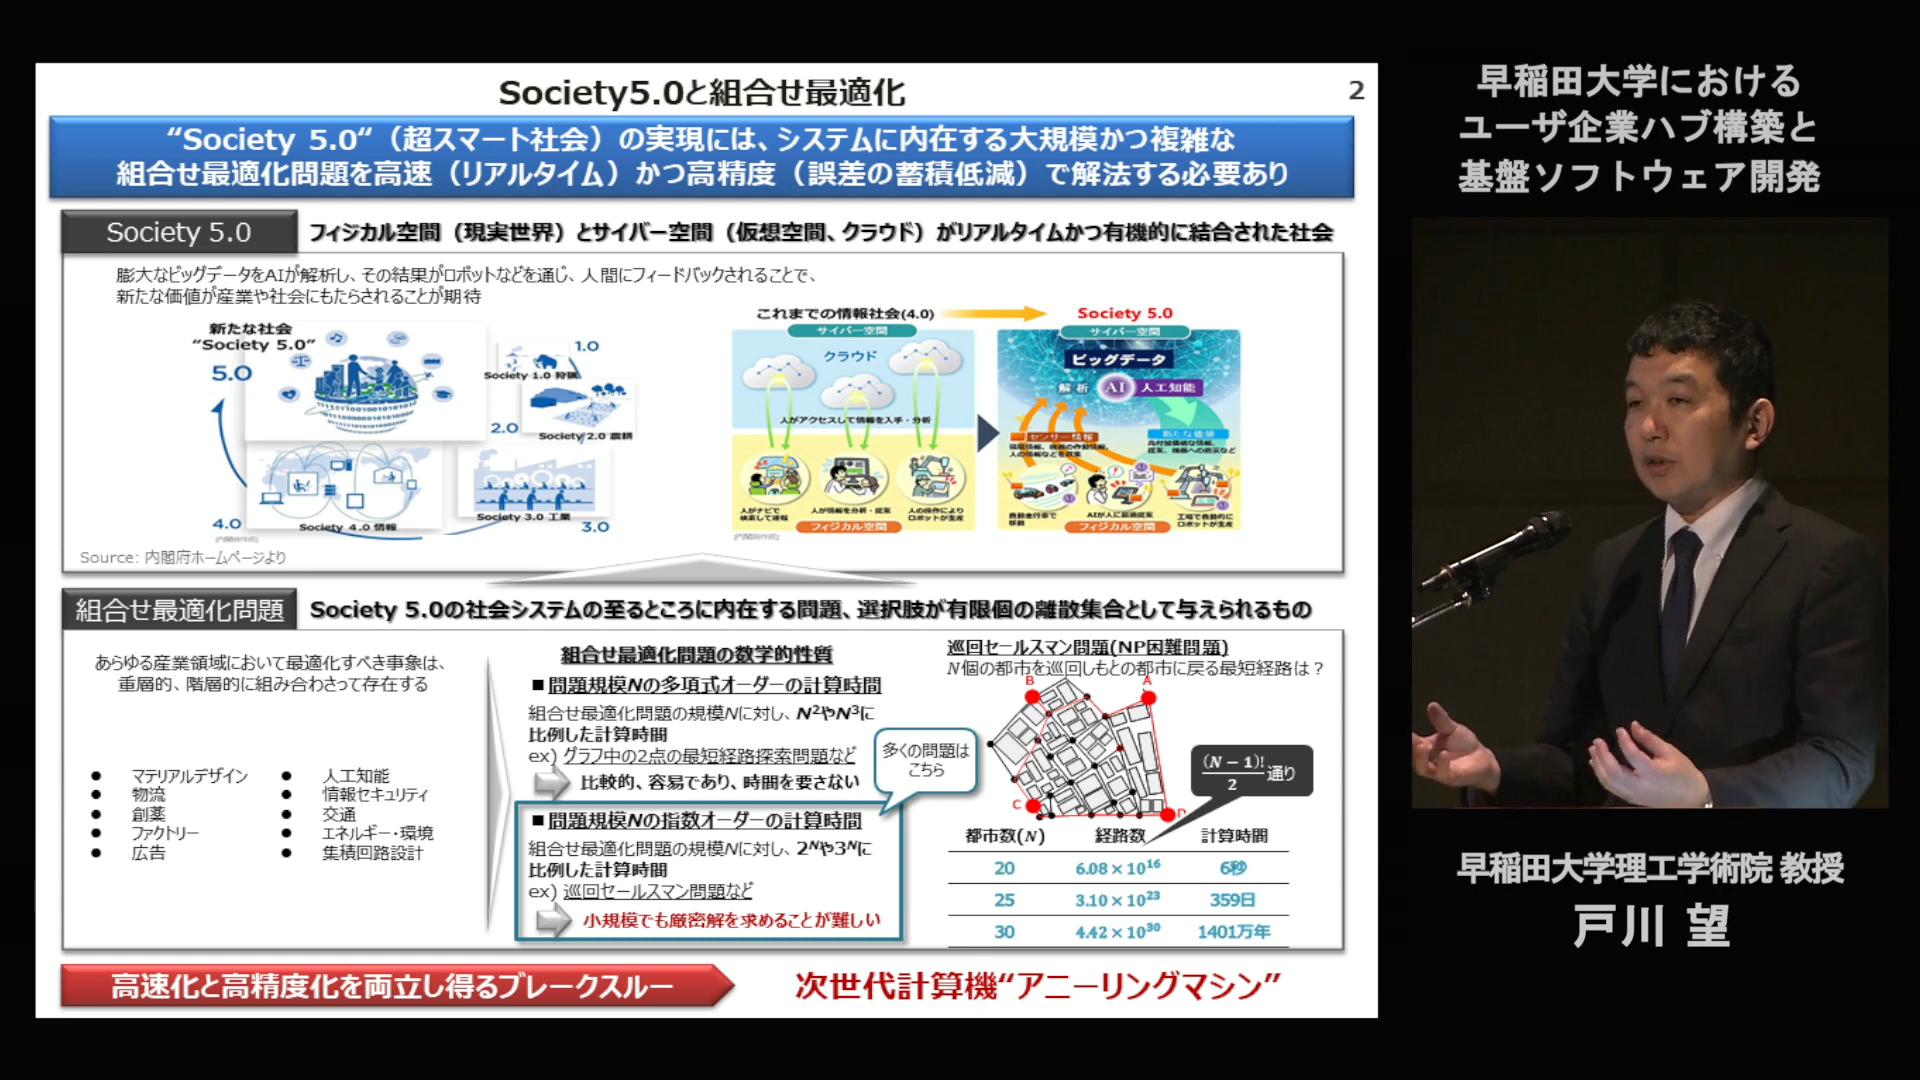 Society5.0と組合せ最適化
2
“Society 5.0“（超スマート社会）の実現には、システムに内在する大規模かつ複雑な
組合せ最適化問題を高速（リアルタイム）かつ高精度（誤差の蓄積低減）で解法する必要あり
Society 5.0
フィジカル空間（現実世界）とサイバー空間（仮想空間、クラウド）がリアルタイムかつ有機的に結合された社会
膨大なビッグデータをAIが解析し、その結果がロボットなどを通じ、人間にフィードバックされることで、
新たな価値が産業や社会にもたらされることが期待
新たな社会
“Society 5.0”
5.0
1.0
Society 1.0 狩猟
2.0
Society 2.0 農耕
4.0
Society 4.0 情報
Society 3.0 工業
3.0
Source: 内閣府ホームページより
これまでの情報社会(4.0)
Society 5.0
サイバー空間
クラウド
人がアクセスして情報を入手・分析
人がナビで
検索して運転
人が情報を分析・提案
人の操作により
ロボットが生産
フィジカル空間
サイバー空間
ビッグデータ
解析 AI 人工知能
センサー情報
環境情報、機器の作動情報、
人の情報などを収集
新たな価値
高付加価値な情報、
提案、機器への指示など
自動走行車で
移動
AIが人に最適提案
工場で自動的に
ロボットが生産
フィジカル空間
組合せ最適化問題
Society 5.0の社会システムの至るところに内在する問題、選択肢が有限個の離散集合として与えられるもの
あらゆる産業領域において最適化すべき事象は、
重層的、階層的に組み合わさって存在する
● マテリアルデザイン
● 物流
● 創薬
● ファクトリー
● 広告
● 人工知能
● 情報セキュリティ
● 交通
● エネルギー・環境
● 集積回路設計
組合せ最適化問題の数学的性質
■問題規模Nの多項式オーダーの計算時間
組合せ最適化問題の規模Nに対し、N²やN³に
比例した計算時間
ex) グラフ中の2点の最短経路探索問題など
比較的、容易であり、時間を要さない
多くの問題は
こちら
■問題規模Nの指数オーダーの計算時間
組合せ最適化問題の規模Nに対し、2ᴺや3ᴺに
比例した計算時間
ex) 巡回セールスマン問題など
小規模でも厳密解を求めることが難しい
巡回セールスマン問題(NP困難問題)
N個の都市を巡回しもとの都市に戻る最短経路は？
B
A
C
D
(N − 1)!/2 通り
都市数(N) 経路数 計算時間
20 6.08 × 10¹⁶ 6秒
25 3.10 × 10²³ 359日
30 4.42 × 10³⁰ 1401万年
高速化と高精度化を両立し得るブレークスルー
次世代計算機“アニーリングマシン”
早稲田大学における
ユーザ企業ハブ構築と
基盤ソフトウェア開発
早稲田大学理工学術院 教授
戸川 望